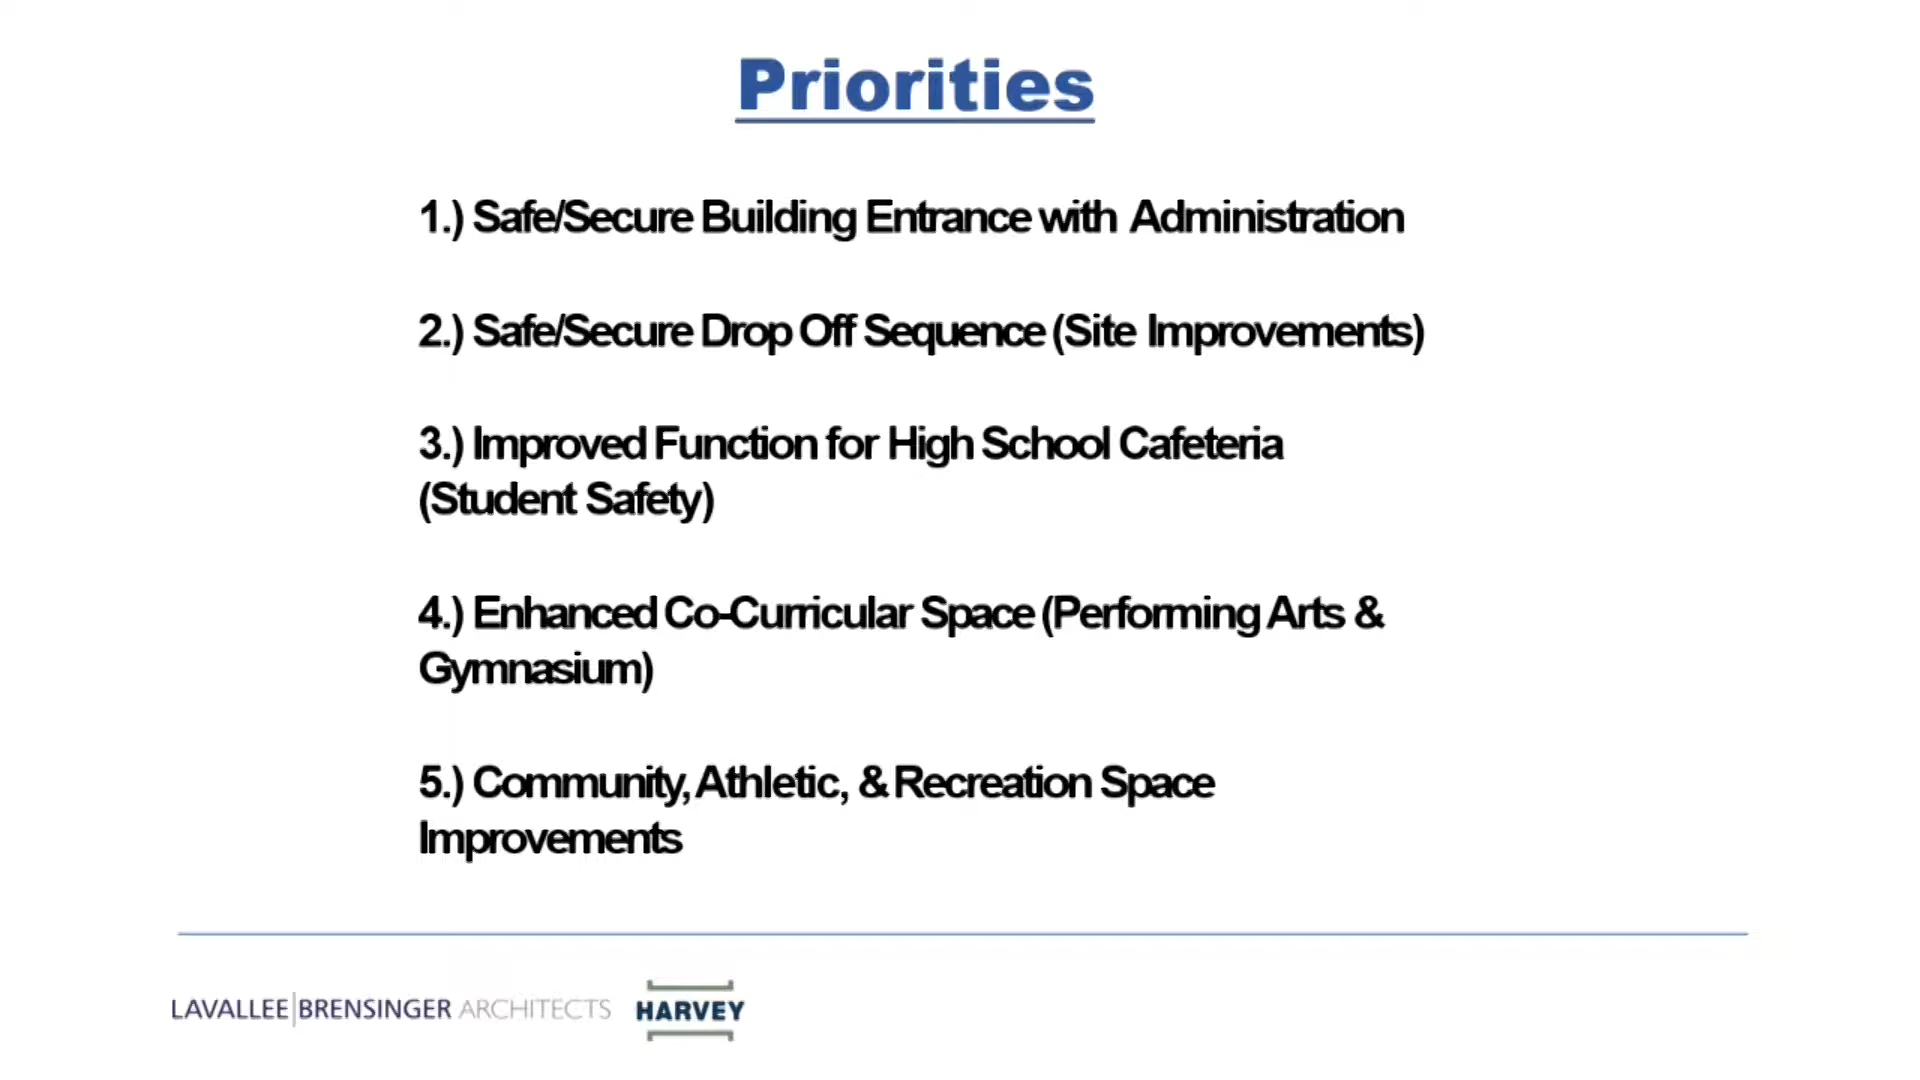 Priorities
1.) Safe/Secure Building Entrance with Administration
2.) Safe/Secure Drop Off Sequence (Site Improvements)
3.) Improved Function for High School Cafeteria
(Student Safety)
4.) Enhanced Co-Curricular Space (Performing Arts &
Gymnasium)
5.) Community, Athletic, & Recreation Space
Improvements
LAVALLEE|BRENSINGER ARCHITECTS HARVEY